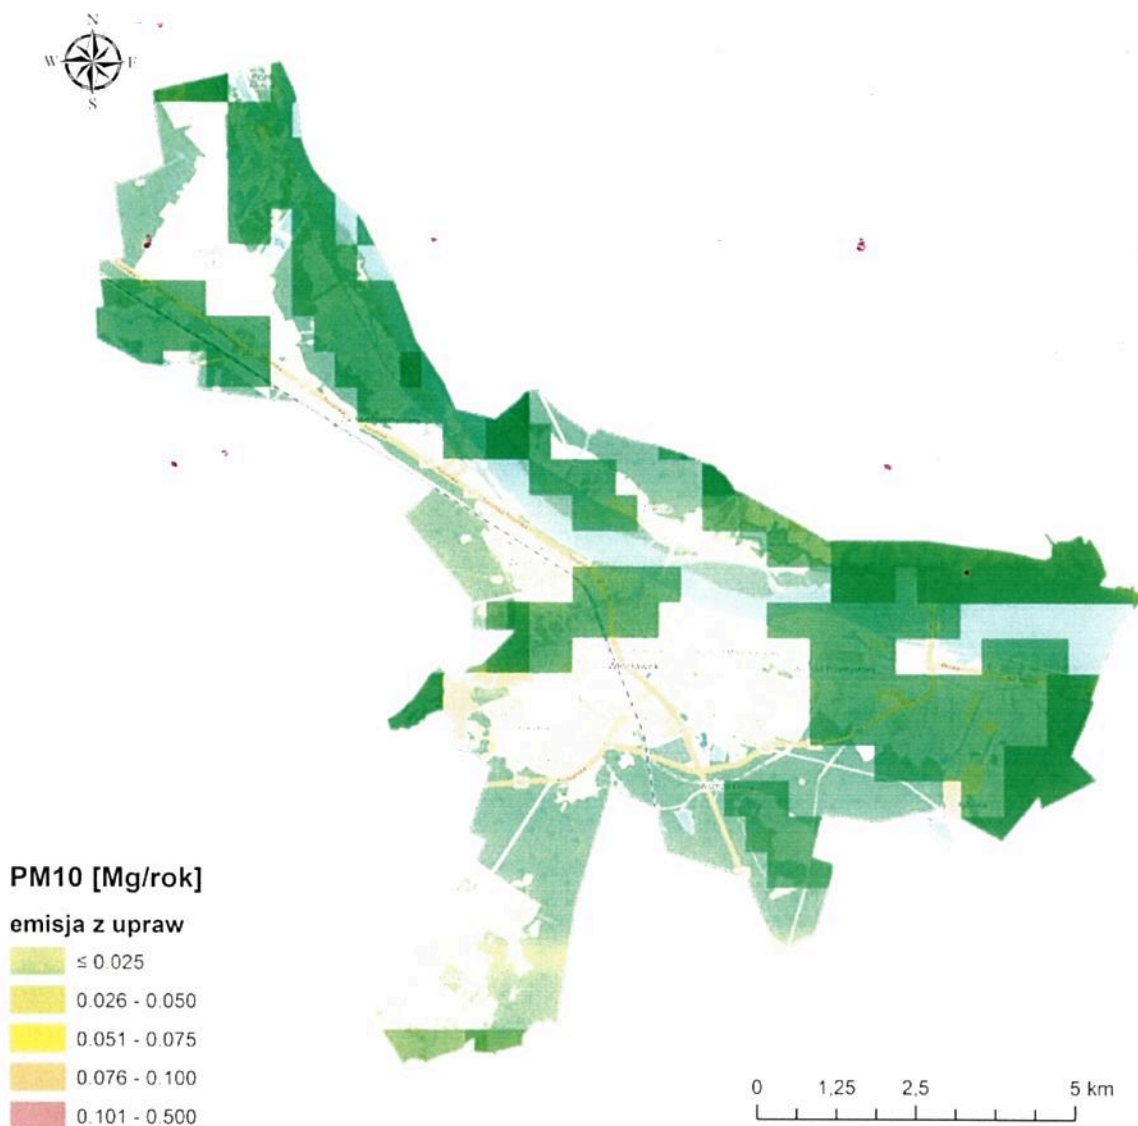 N
W E
S
Włocławek
PM10 [Mg/rok]
emisja z upraw
≤ 0.025
0.026 - 0.050
0.051 - 0.075
0.076 - 0.100
0.101 - 0.500
0 1,25 2,5 5 km